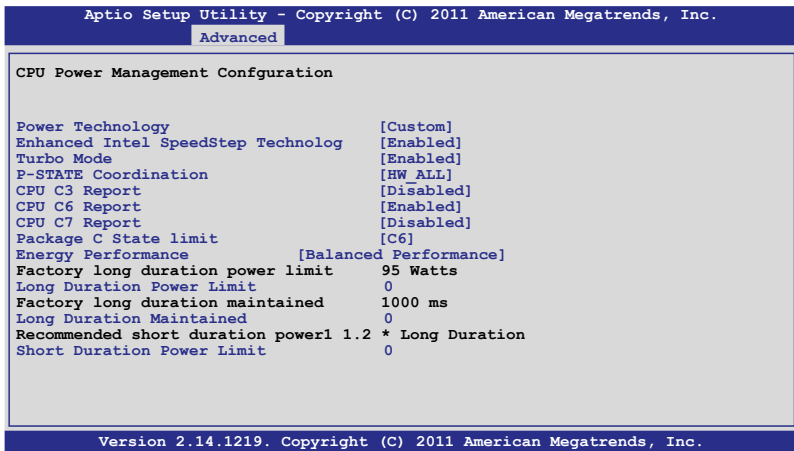 Aptio Setup Utility - Copyright (C) 2011 American Megatrends, Inc.
Advanced
CPU Power Management Confguration
Power Technology [Custom]
Enhanced Intel SpeedStep Technolog [Enabled]
Turbo Mode [Enabled]
P-STATE Coordination [HW_ALL]
CPU C3 Report [Disabled]
CPU C6 Report [Enabled]
CPU C7 Report [Disabled]
Package C State limit [C6]
Energy Performance [Balanced Performance]
Factory long duration power limit 95 Watts
Long Duration Power Limit 0
Factory long duration maintained 1000 ms
Long Duration Maintained 0
Recommended short duration power1 1.2 * Long Duration
Short Duration Power Limit 0
Version 2.14.1219. Copyright (C) 2011 American Megatrends, Inc.